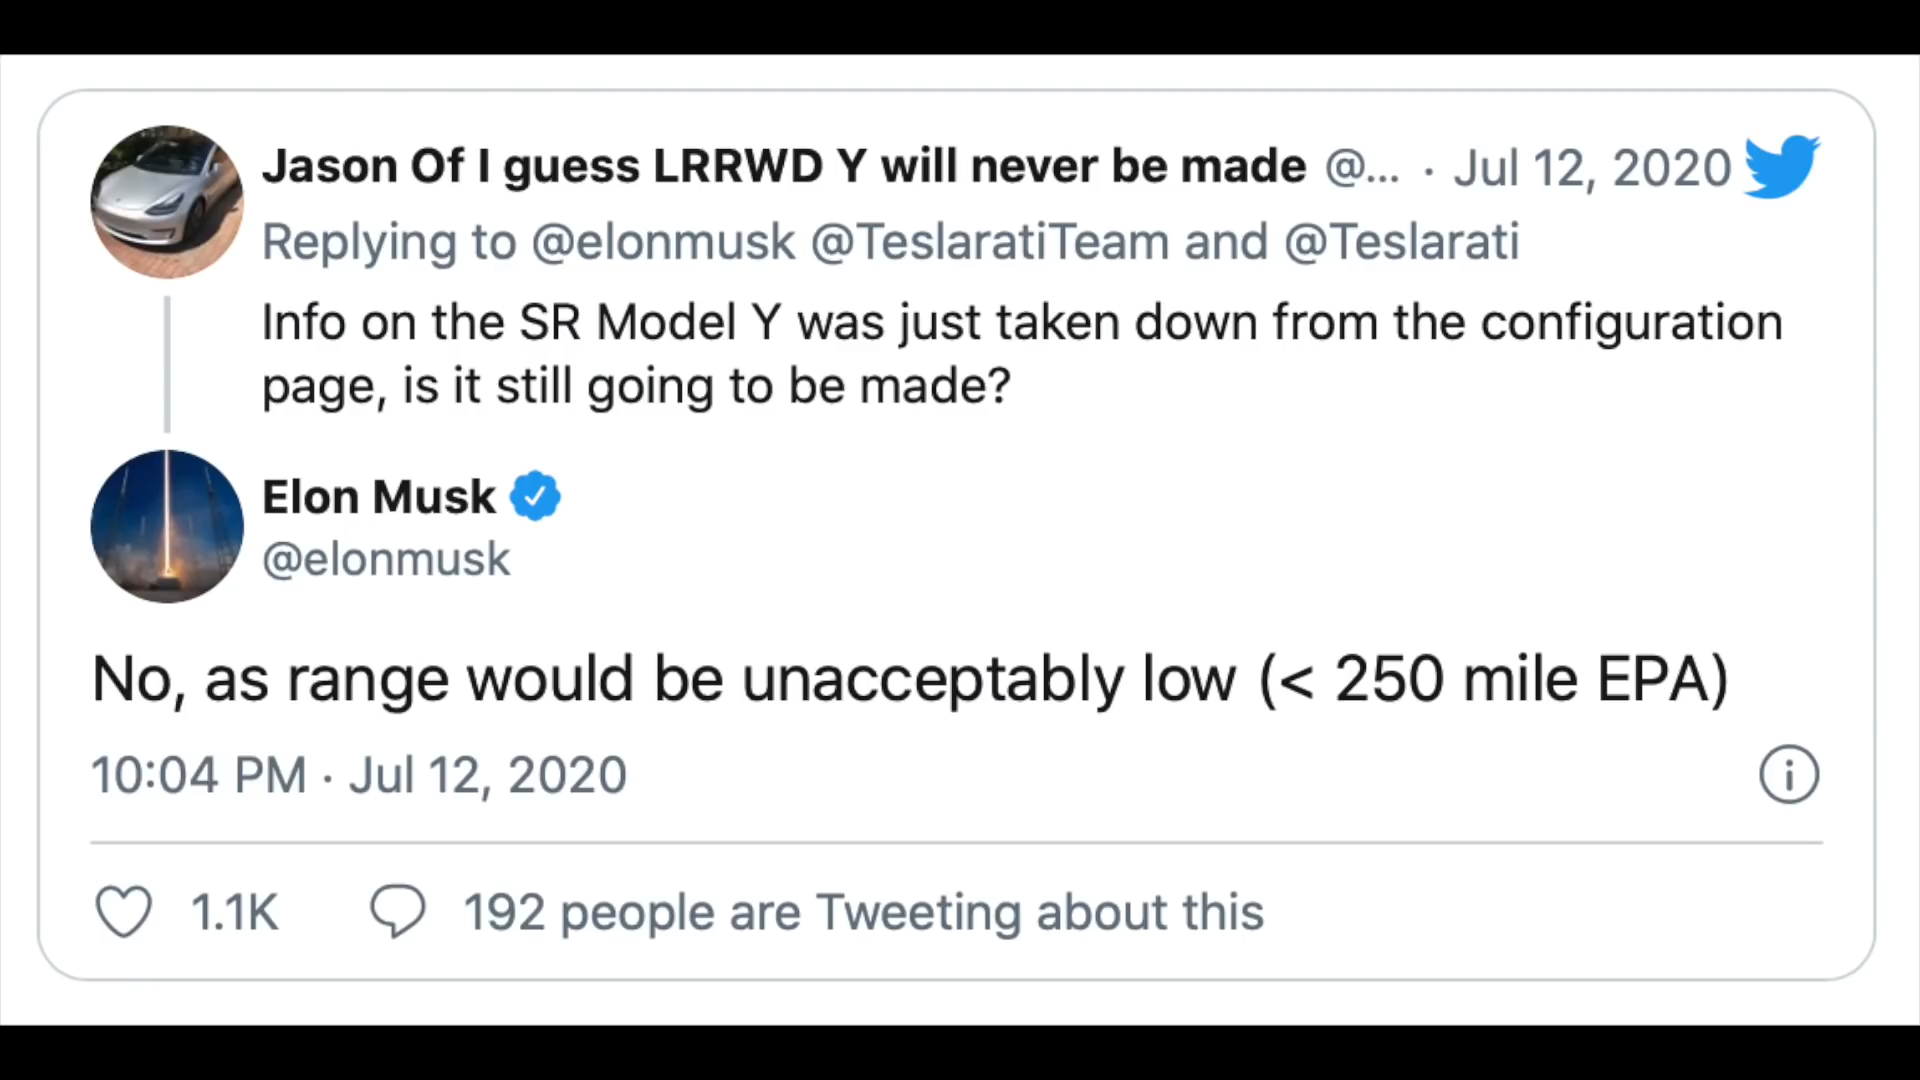 Jason Of I guess LRRWD Y will never be made @... · Jul 12, 2020
Replying to @elonmusk @TeslaratiTeam and @Teslarati
Info on the SR Model Y was just taken down from the configuration
page, is it still going to be made?
Elon Musk
@elonmusk
No, as range would be unacceptably low (< 250 mile EPA)
10:04 PM · Jul 12, 2020
1.1K 192 people are Tweeting about this